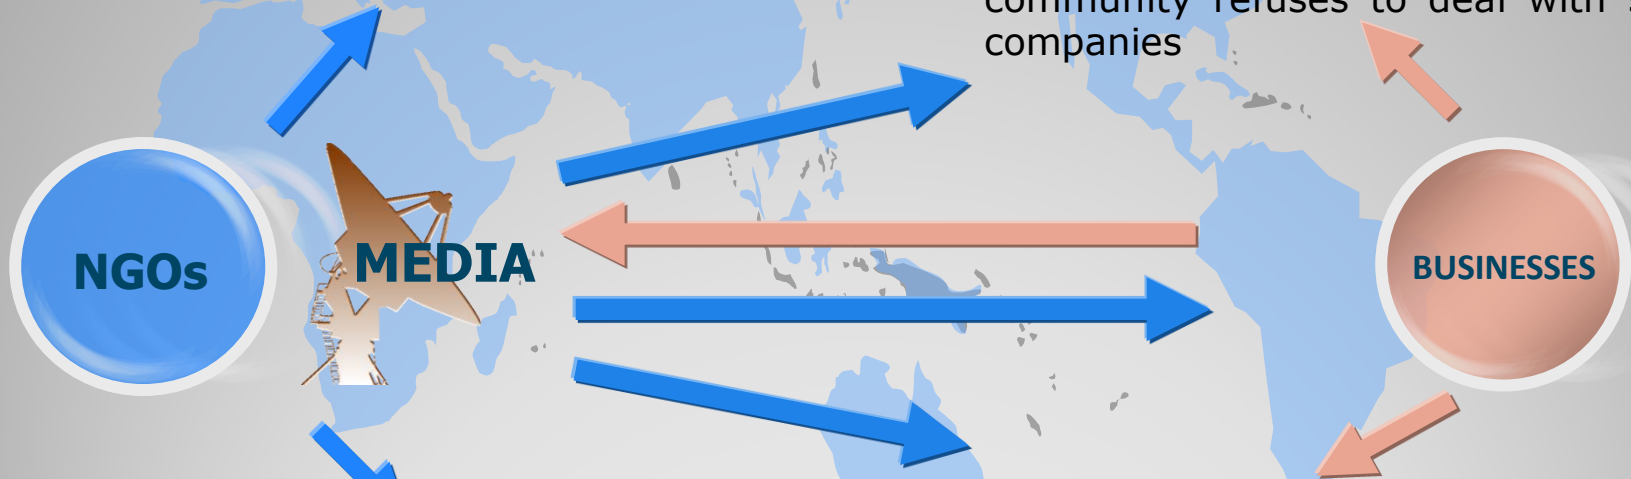 community refuses to deal with
companies
NGOs
MEDIA
BUSINESSES